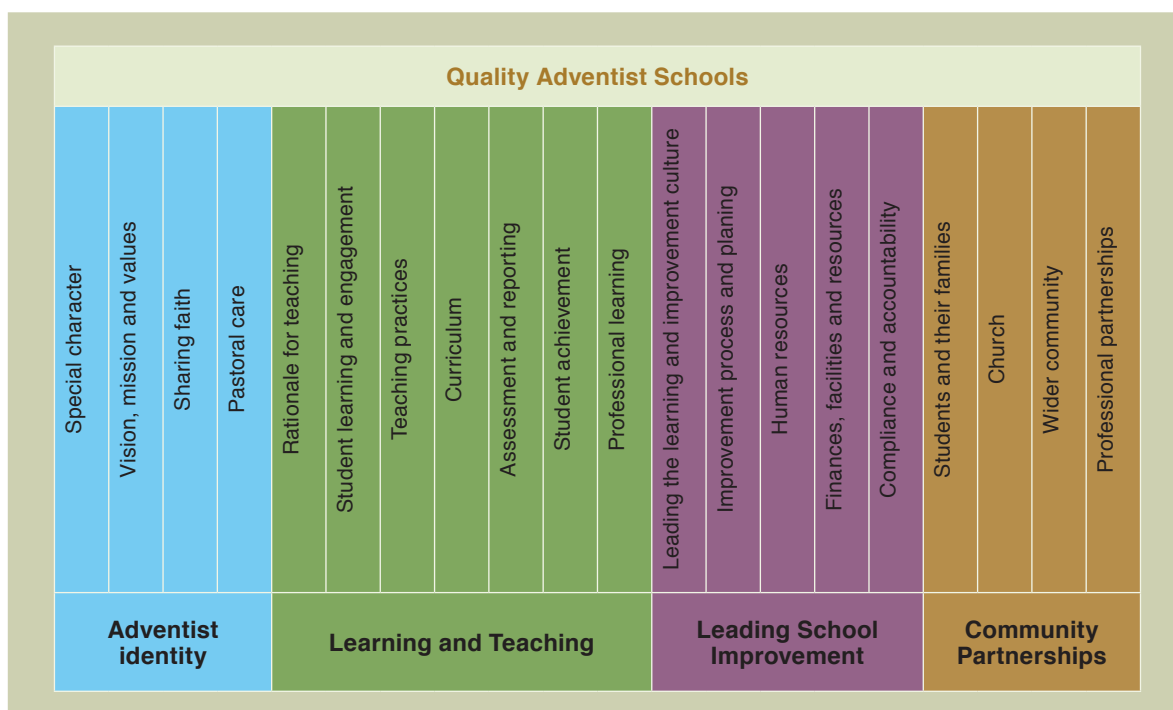 Quality Adventist Schools
Special character
Vision, mission and values
Sharing faith
Pastoral care
Rationale for teaching
Student learning and engagement
Teaching practices
Curriculum
Assessment and reporting
Student achievement
Professional learning
Leading the learning and improvement culture
Improvement process and planing
Human resources
Finances, facilities and resources
Compliance and accountability
Students and their families
Church
Wider community
Professional partnerships
Adventist
identity
Learning and Teaching
Leading School
Improvement
Community
Partnerships